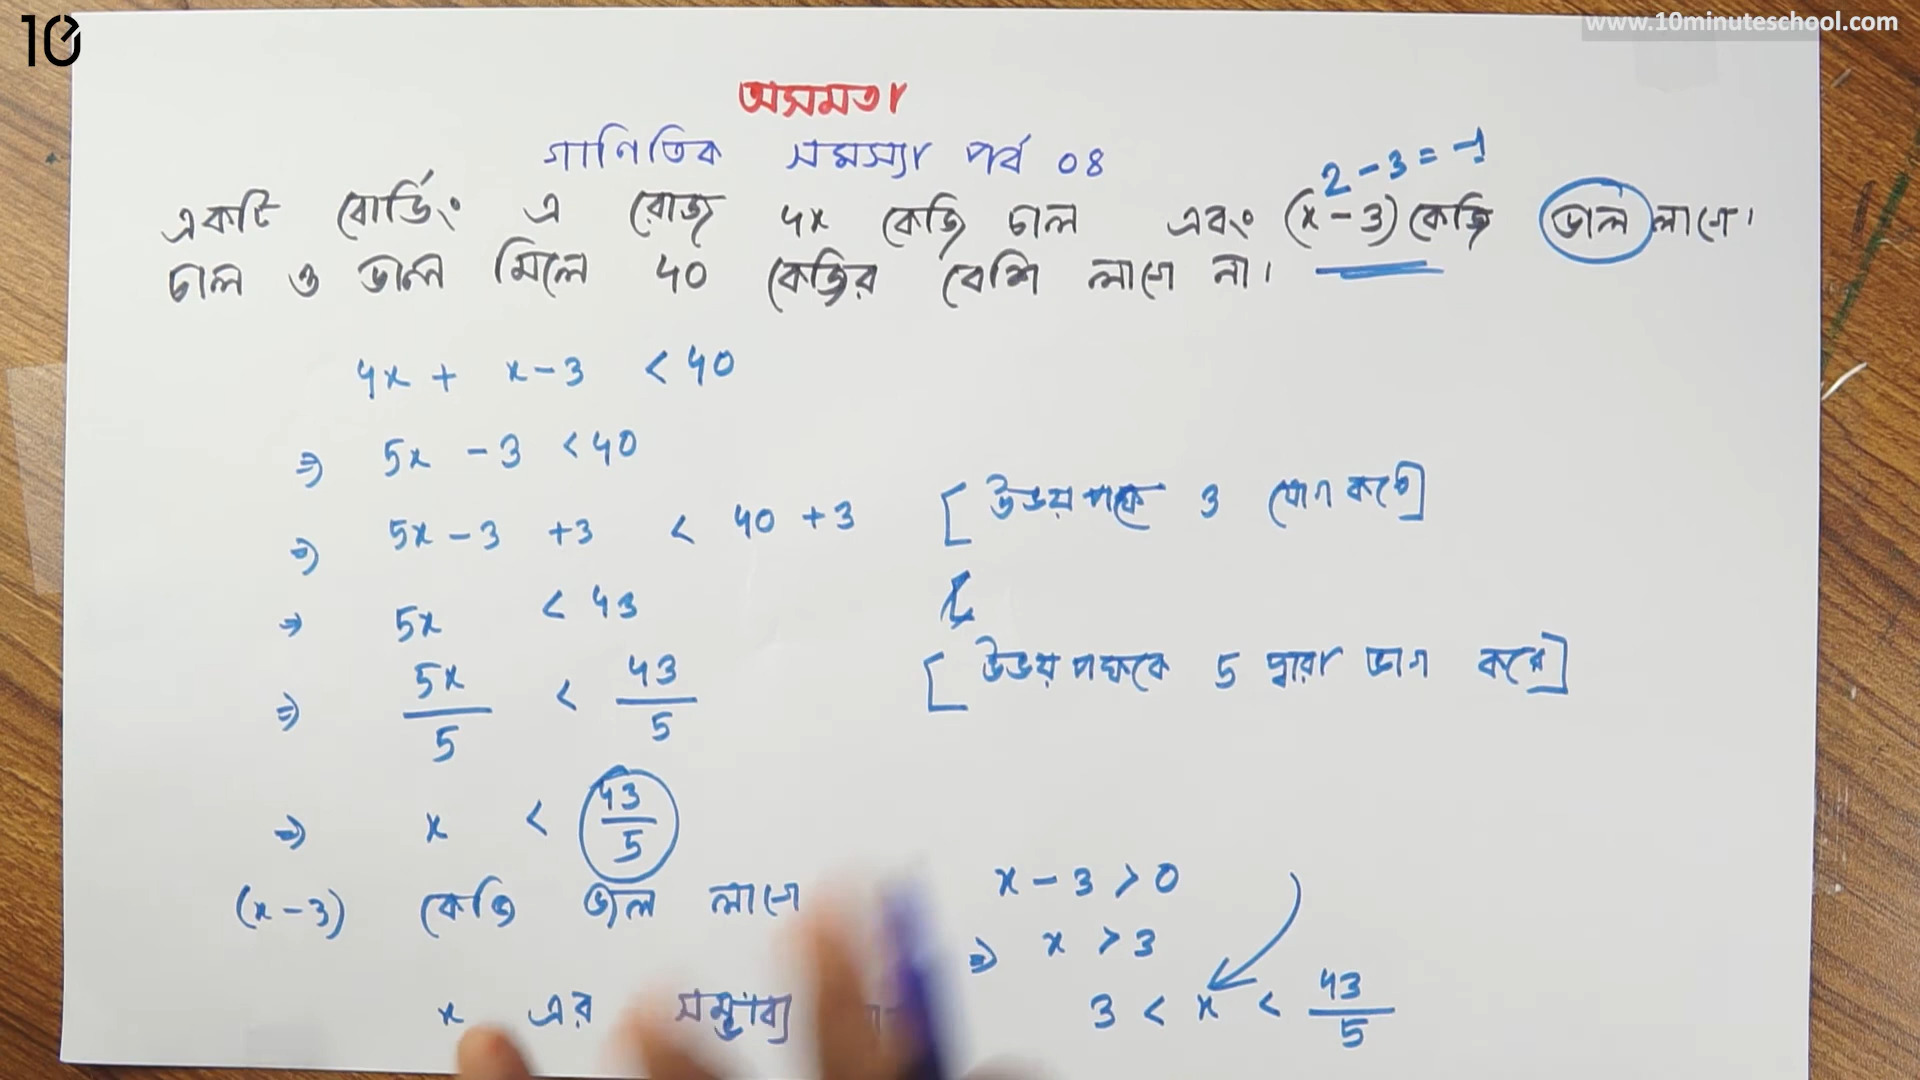 10
www.10minuteschool.com
অসমতা
গাণিতিক সমস্যা পর্ব 08
2 - 3 = -1
একটি বোর্ডিং এ রোজ 4x কেজি চাল এবং (x - 3) কেজি ডাল লাগে।
চাল ও ডাল মিলে 40 কেজির বেশি লাগে না।
4x + x - 3 < 40
⇒ 5x - 3 < 40
⇒ 5x - 3 + 3 < 40 + 3 [উভয়পক্ষে 3 যোগ করে]
⇒ 5x < 43
⇒ 5x/5 < 43/5 [উভয়পক্ষকে 5 দ্বারা ভাগ করে]
⇒ x < 43/5
(x - 3) কেজি ডাল লাগে
x - 3 > 0
⇒ x > 3
x এর সম্ভাব্য
3 < x < 43/5